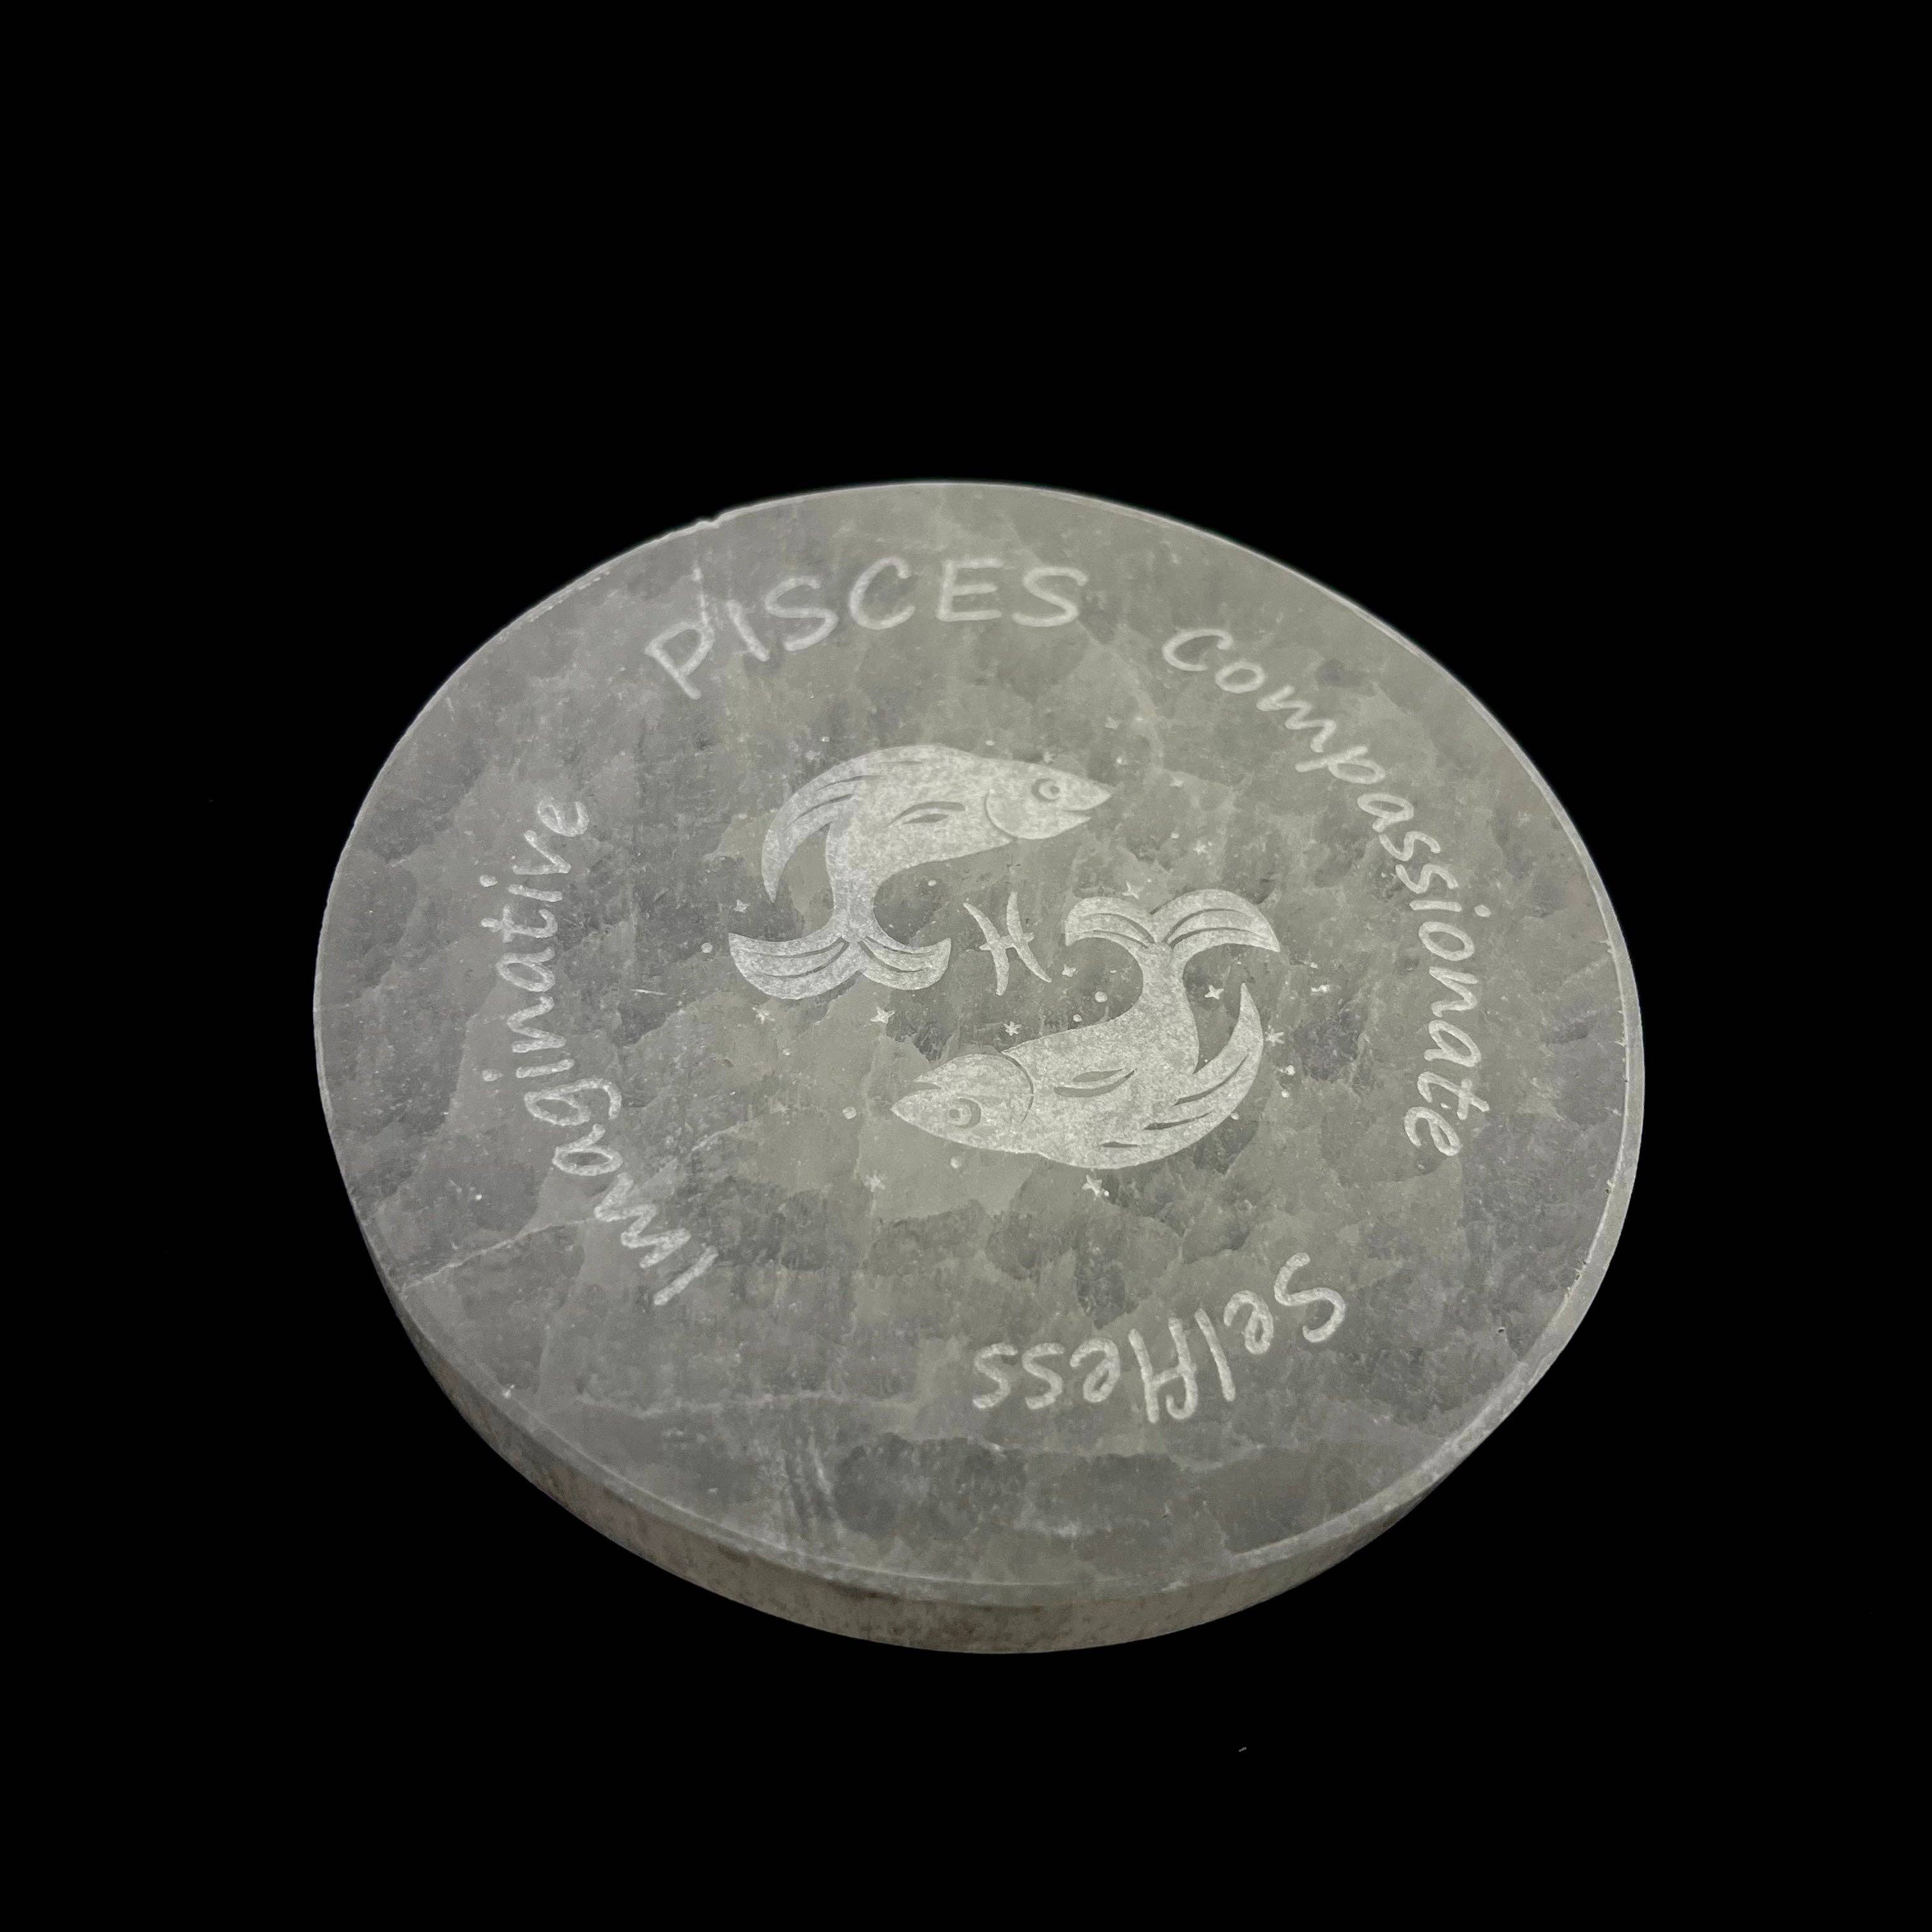 PISCES
Compassionate
Selfless
Imaginative
♓